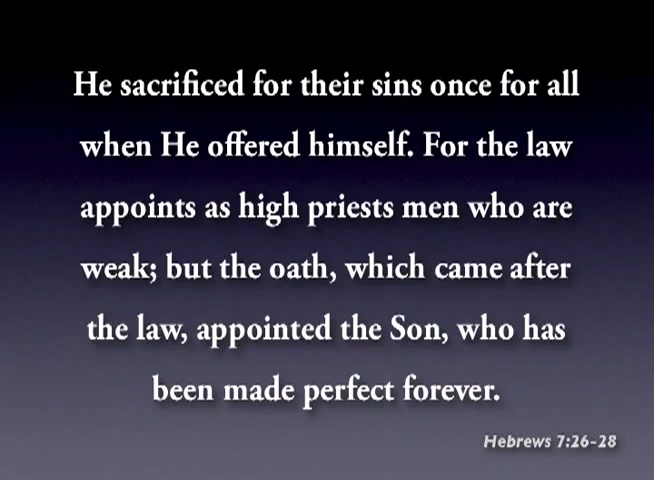 He sacrificed for their sins once for all
when He offered himself. For the law
appoints as high priests men who are
weak; but the oath, which came after
the law, appointed the Son, who has
been made perfect forever.
Hebrews 7:26-28